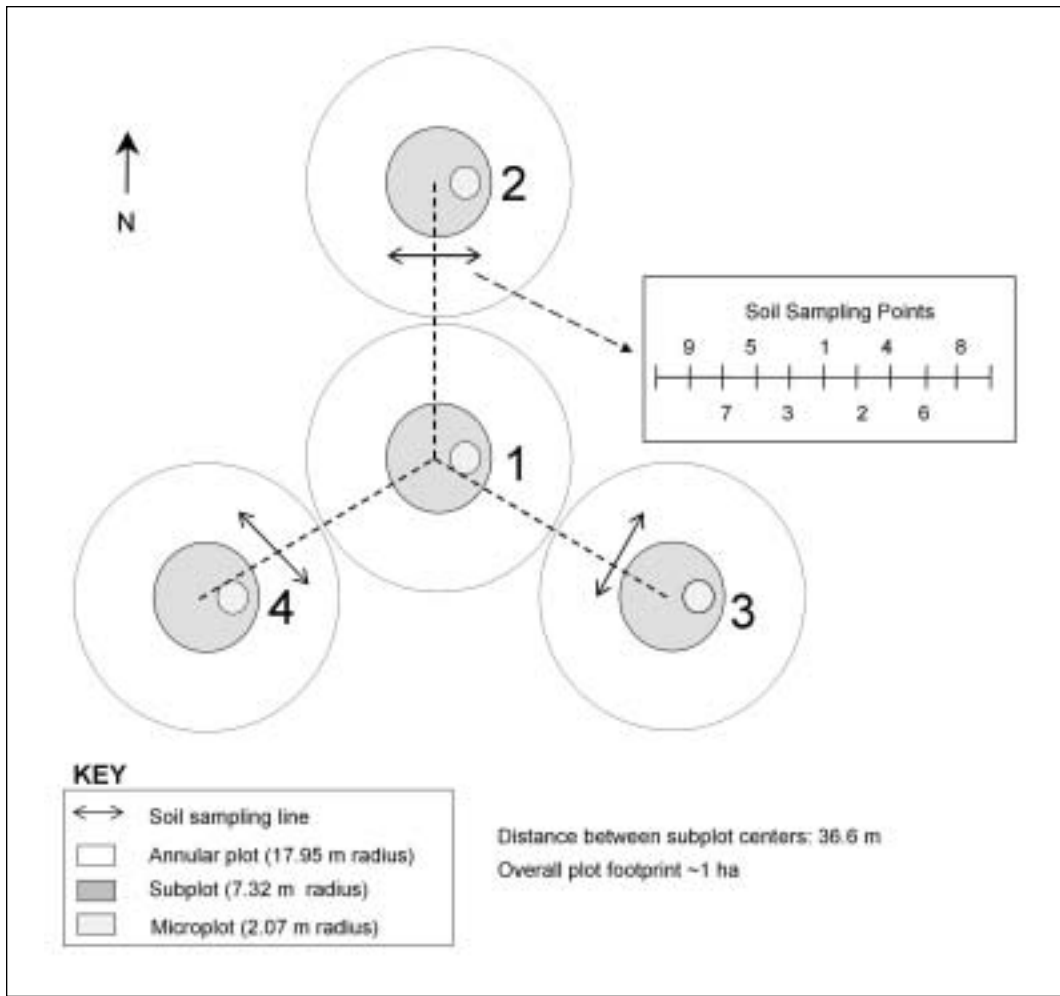 2
N
Soil Sampling Points
9 5 1 4 8
7 3 2 6
1
4
3
KEY
Soil sampling line
Annular plot (17.95 m radius)
Subplot (7.32 m radius)
Microplot (2.07 m radius)
Distance between subplot centers: 36.6 m
Overall plot footprint ~1 ha